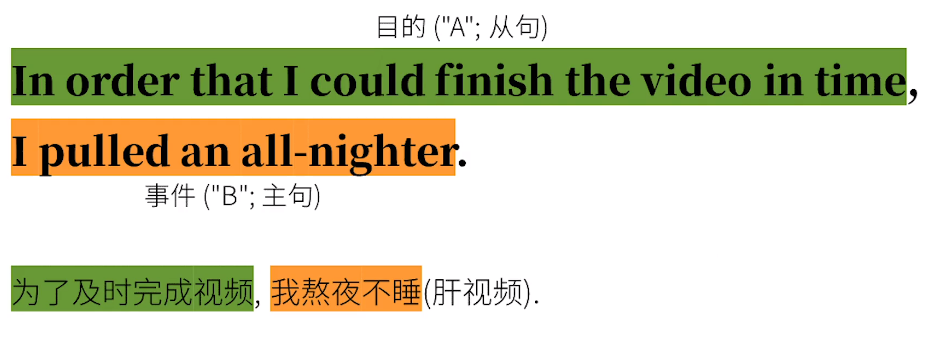 目的 ("A"; 从句)
In order that I could finish the video in time,
I pulled an all-nighter.
事件 ("B"; 主句)
为了及时完成视频, 我熬夜不睡(肝视频).